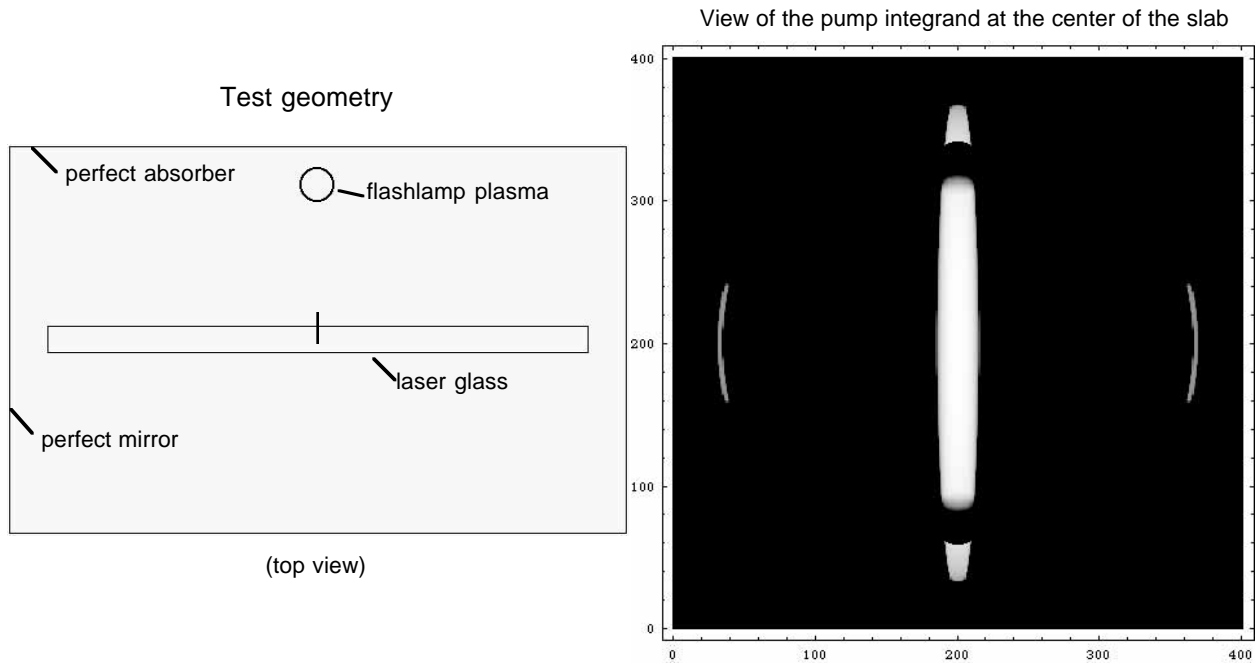 View of the pump integrand at the center of the slab
Test geometry
perfect absorber
flashlamp plasma
laser glass
perfect mirror
(top view)
400
300
200
100
0
0
100
200
300
400